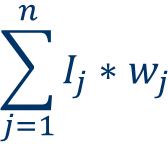 n
∑ I_j * w_j
j=1